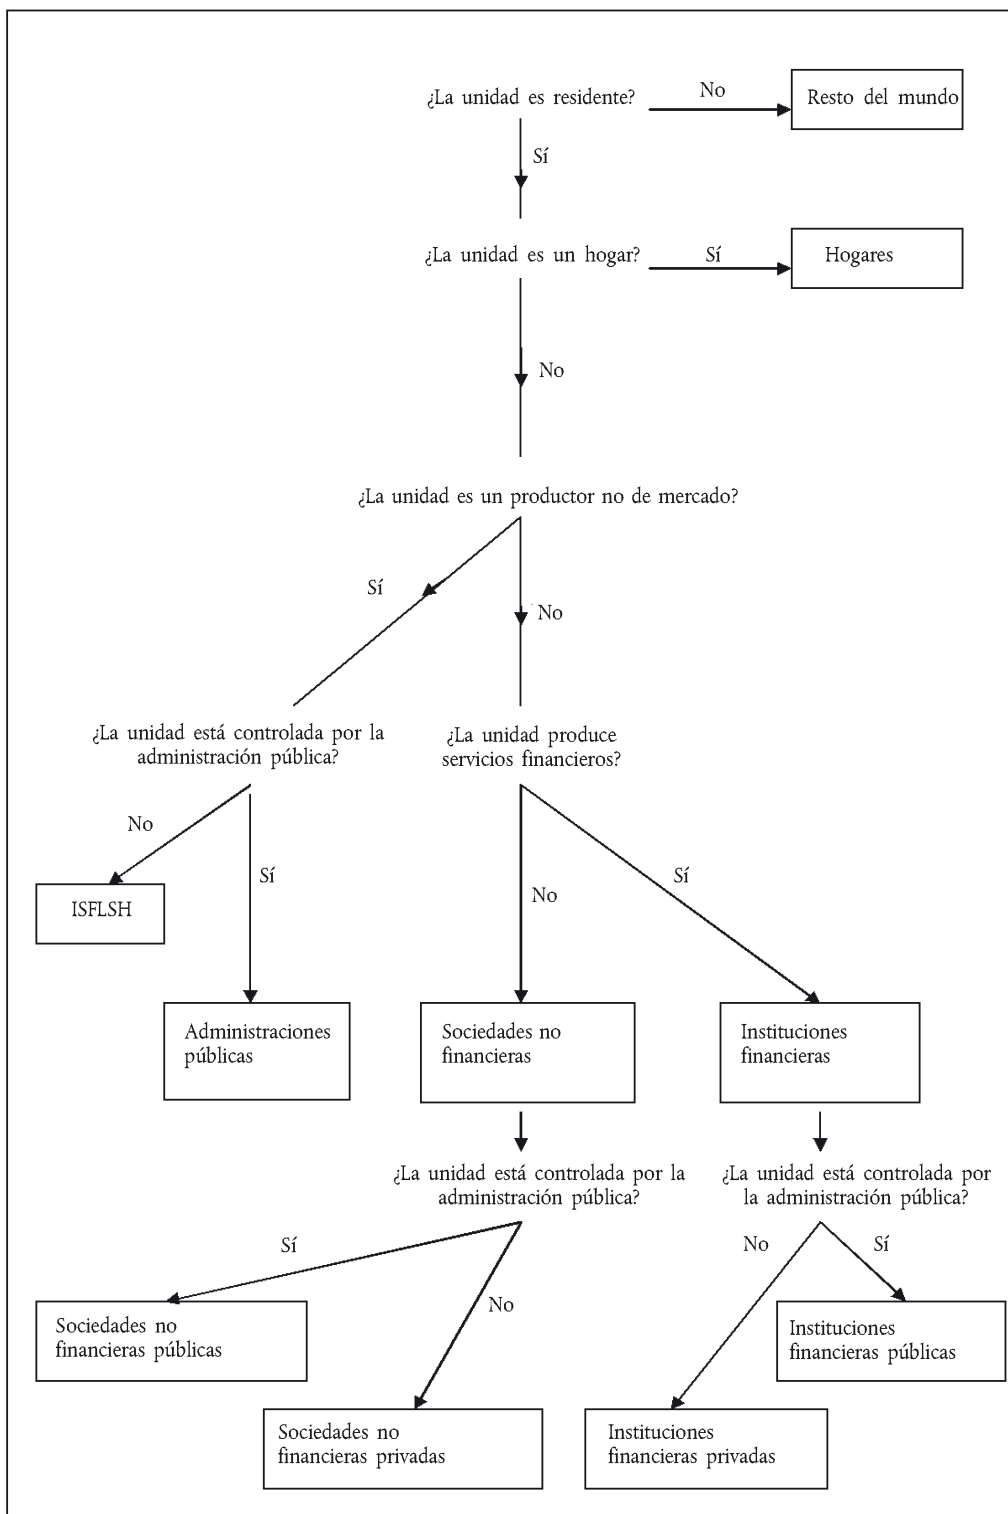 ¿La unidad es residente?
No
Resto del mundo
Sí
¿La unidad es un hogar?
Sí
Hogares
No
¿La unidad es un productor no de mercado?
Sí
No
¿La unidad está controlada por la
administración pública?
¿La unidad produce
servicios financieros?
No
Sí
No
Sí
ISFLSH
Administraciones
públicas
Sociedades no
financieras
Instituciones
financieras
¿La unidad está controlada por la
administración pública?
¿La unidad está controlada por
la administración pública?
Sí
No
No
Sí
Sociedades no
financieras públicas
Instituciones
financieras públicas
Sociedades no
financieras privadas
Instituciones
financieras privadas